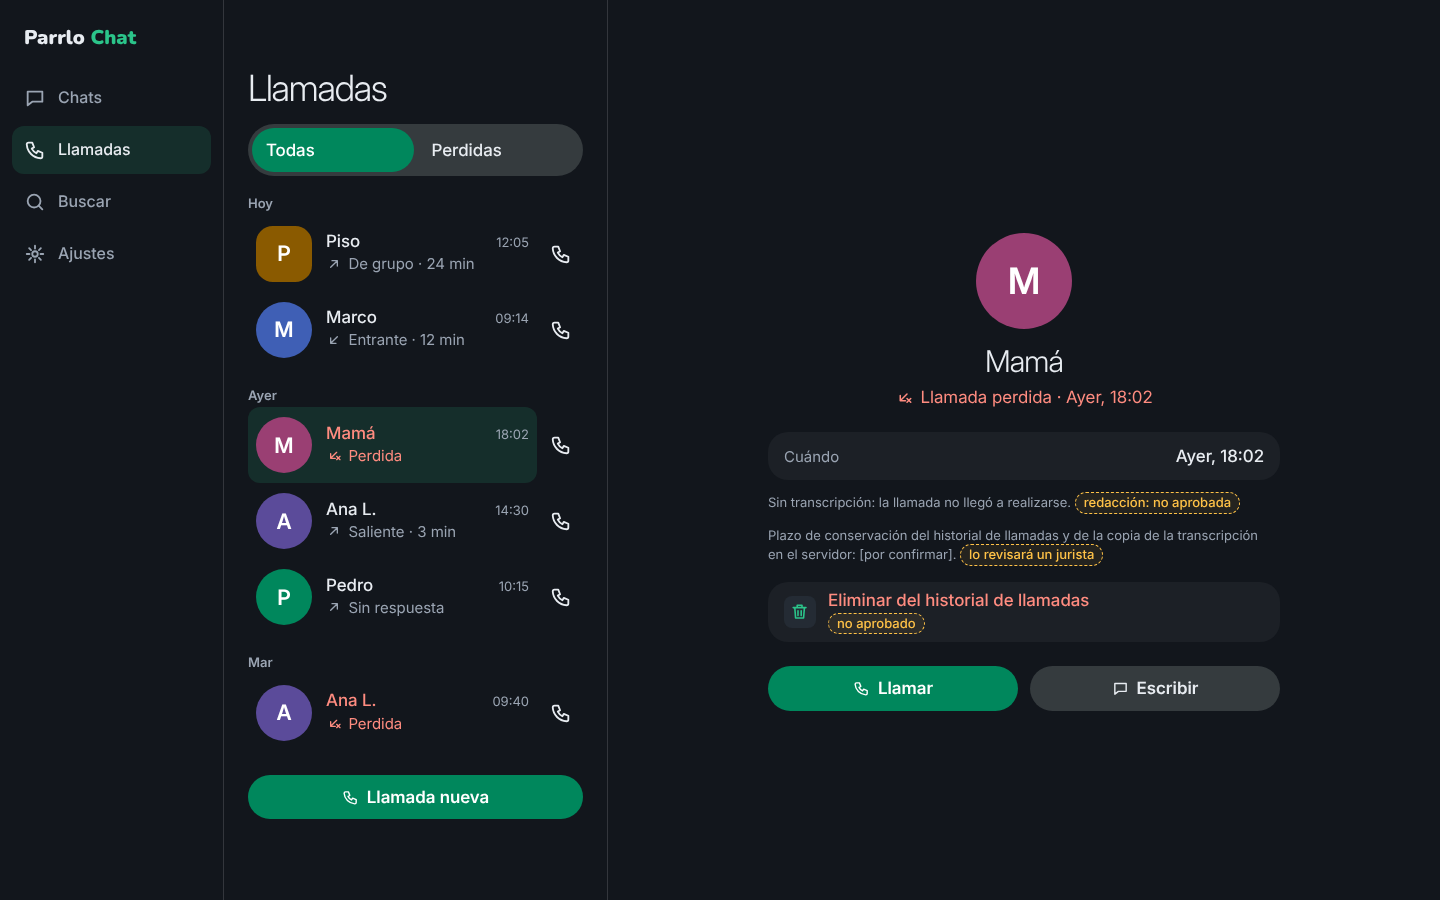 Parrlo Chat
Chats
Llamadas
Buscar
Ajustes
Llamadas
Todas
Perdidas
Hoy
P
Piso
12:05
De grupo · 24 min
M
Marco
09:14
Entrante · 12 min
Ayer
M
Mamá
18:02
Perdida
A
Ana L.
14:30
Saliente · 3 min
P
Pedro
10:15
Sin respuesta
Mar
A
Ana L.
09:40
Perdida
Llamada nueva
M
Mamá
Llamada perdida · Ayer, 18:02
Cuándo
Ayer, 18:02
Sin transcripción: la llamada no llegó a realizarse. redacción: no aprobada
Plazo de conservación del historial de llamadas y de la copia de la transcripción
en el servidor: [por confirmar]. lo revisará un jurista
Eliminar del historial de llamadas
no aprobado
Llamar
Escribir